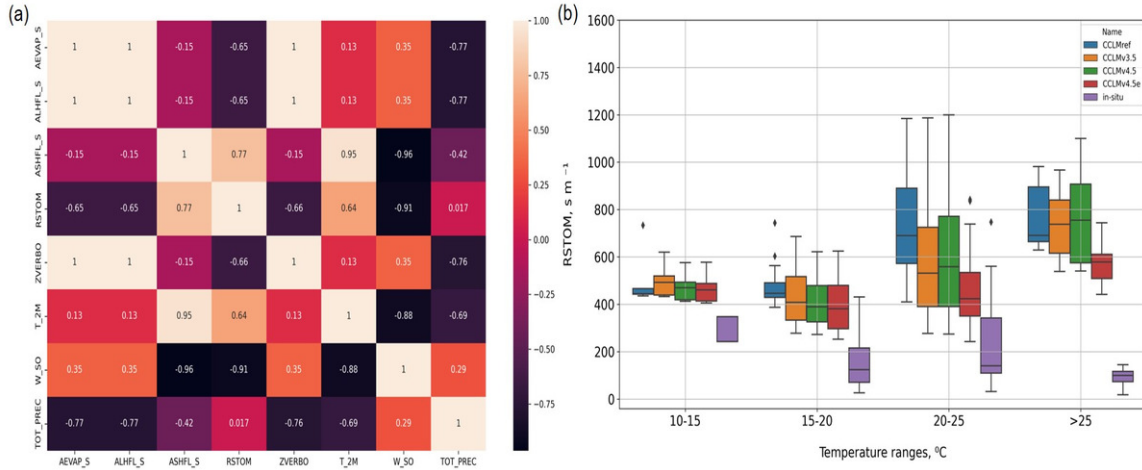 (a)
AEVAP_S
1 1 -0.15 -0.65 1 0.13 0.35 -0.77
ALHFL_S
1 1 -0.15 -0.65 1 0.13 0.35 -0.77
ASHFL_S
-0.15 -0.15 1 0.77 -0.15 0.95 -0.96 -0.42
RSTOM
-0.65 -0.65 0.77 1 -0.66 0.64 -0.91 0.017
ZVERBO
1 1 -0.15 -0.66 1 0.13 0.35 -0.76
T_2M
0.13 0.13 0.95 0.64 0.13 1 -0.88 -0.69
W_SO
0.35 0.35 -0.96 -0.91 0.35 -0.88 1 0.29
TOT_PREC
-0.77 -0.77 -0.42 0.017 -0.76 -0.69 0.29 1
AEVAP_S ALHFL_S ASHFL_S RSTOM ZVERBO T_2M W_SO TOT_PREC
1.00
0.75
0.50
0.25
0.00
−0.25
−0.50
−0.75
(b)
RSTOM, s m ⁻¹
1600
1400
1200
1000
800
600
400
200
0
Name
CCLMref
CCLMv3.5
CCLMv4.5
CCLMv4.5e
in-situ
10-15 15-20 20-25 >25
Temperature ranges, ⁰C